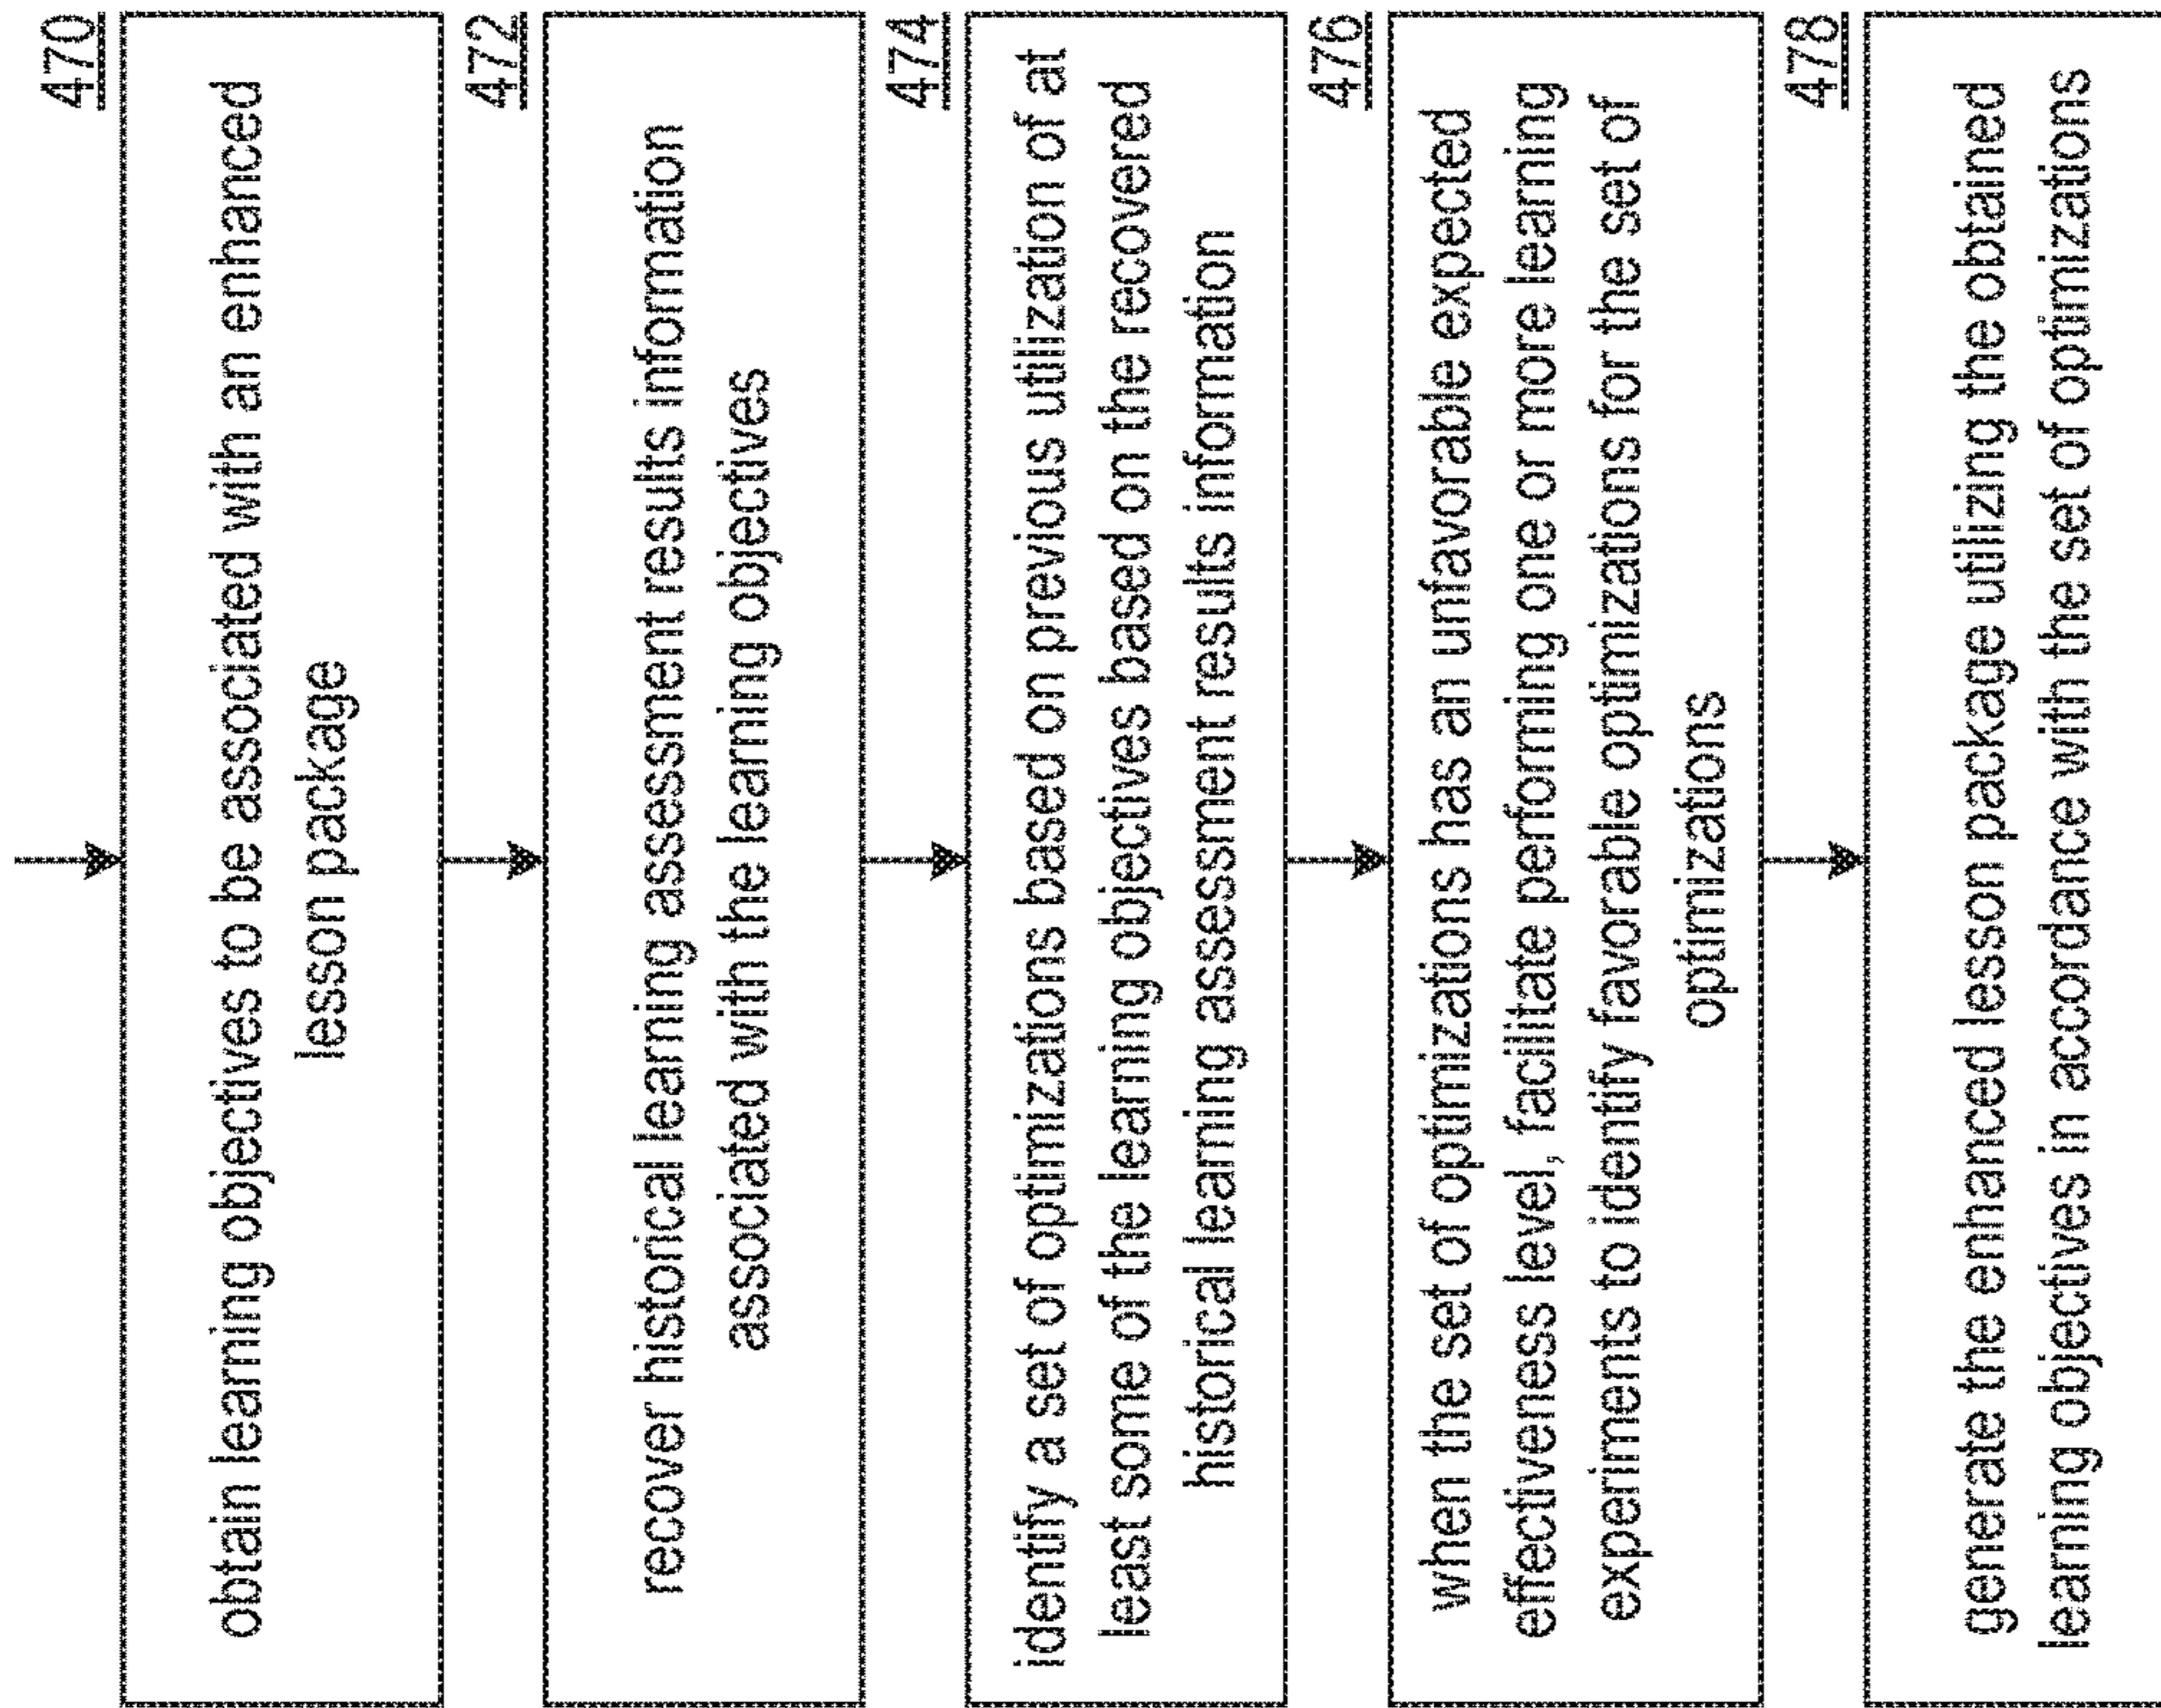 470
obtain learning objectives to be associated with an enhanced
lesson package
472
recover historical learning assessment results information
associated with the learning objectives
474
identify a set of optimizations based on previous utilization of at
least some of the learning objectives based on the recovered
historical learning assessment results information
476
when the set of optimizations has an unfavorable expected
effectiveness level, facilitate performing one or more learning
experiments to identify favorable optimizations for the set of
optimizations
478
generate the enhanced lesson package utilizing the obtained
learning objectives in accordance with the set of optimizations